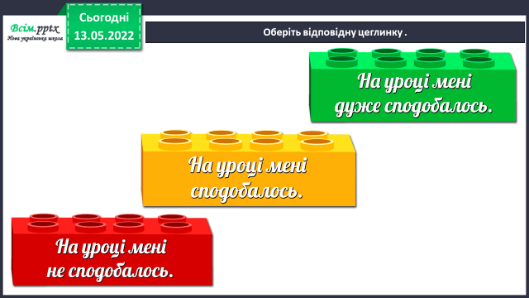 Всім.pptx
Нова українська школа
Сьогодні
13.05.2022
Оберіть відповідну цеглинку .
На уроці мені
дуже сподобалось.
На уроці мені
сподобалось.
На уроці мені
не сподобалось.